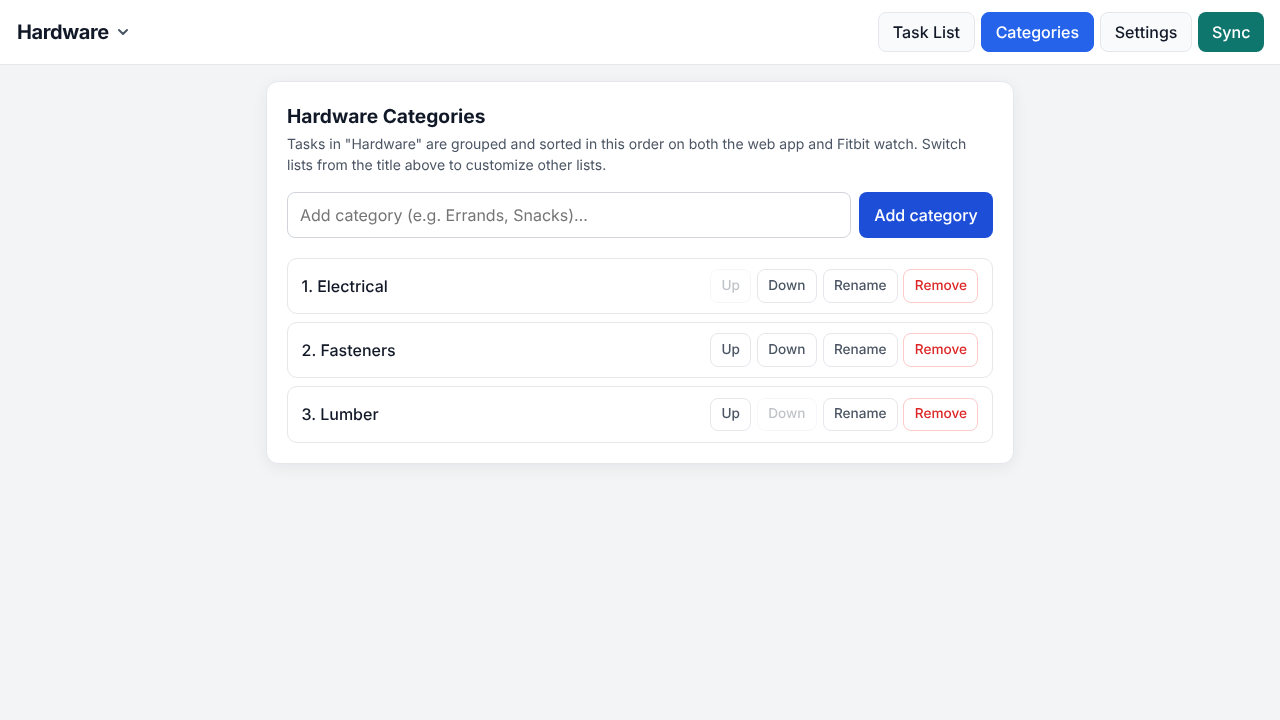 Hardware
Task List
Categories
Settings
Sync
Hardware Categories
Tasks in "Hardware" are grouped and sorted in this order on both the web app and Fitbit watch. Switch
lists from the title above to customize other lists.
Add category (e.g. Errands, Snacks)...
Add category
1. Electrical
Up
Down
Rename
Remove
2. Fasteners
Up
Down
Rename
Remove
3. Lumber
Up
Down
Rename
Remove